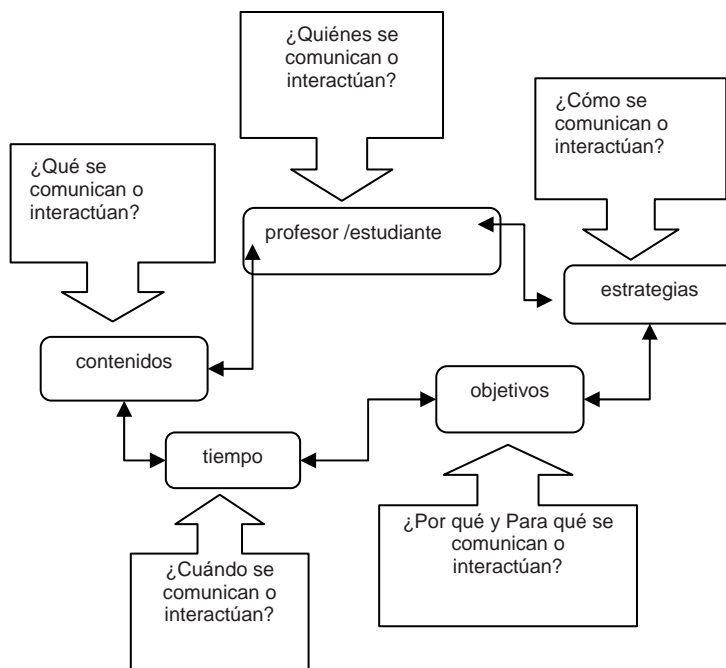 ¿Quiénes se
comunican o
interactúan?
¿Cómo se
comunican o
interactúan?
¿Qué se
comunican o
interactúan?
profesor /estudiante
estrategias
contenidos
objetivos
tiempo
¿Por qué y Para qué se
comunican o
interactúan?
¿Cuándo se
comunican o
interactúan?